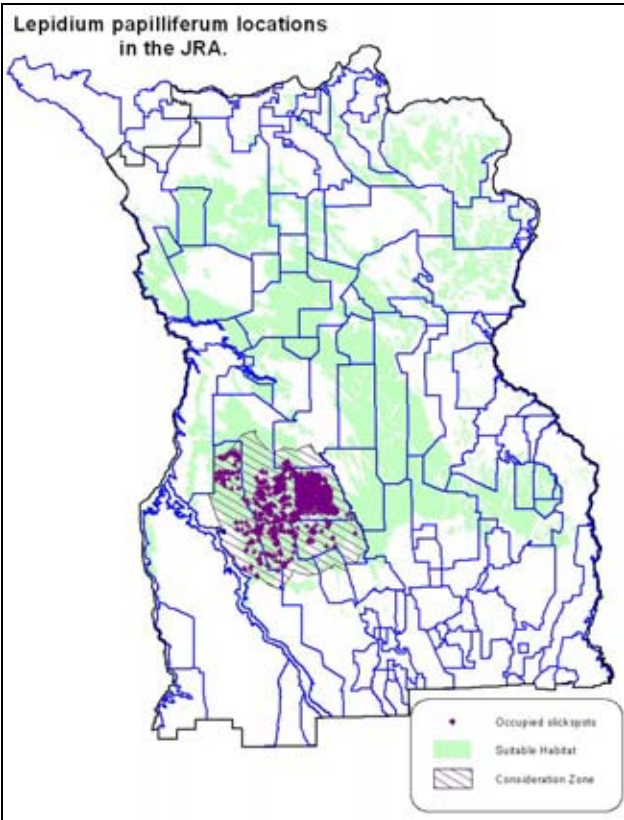 Lepidium papilliferum locations
in the JRA.
Occupied slickspots
Suitable Habitat
Consideration Zone